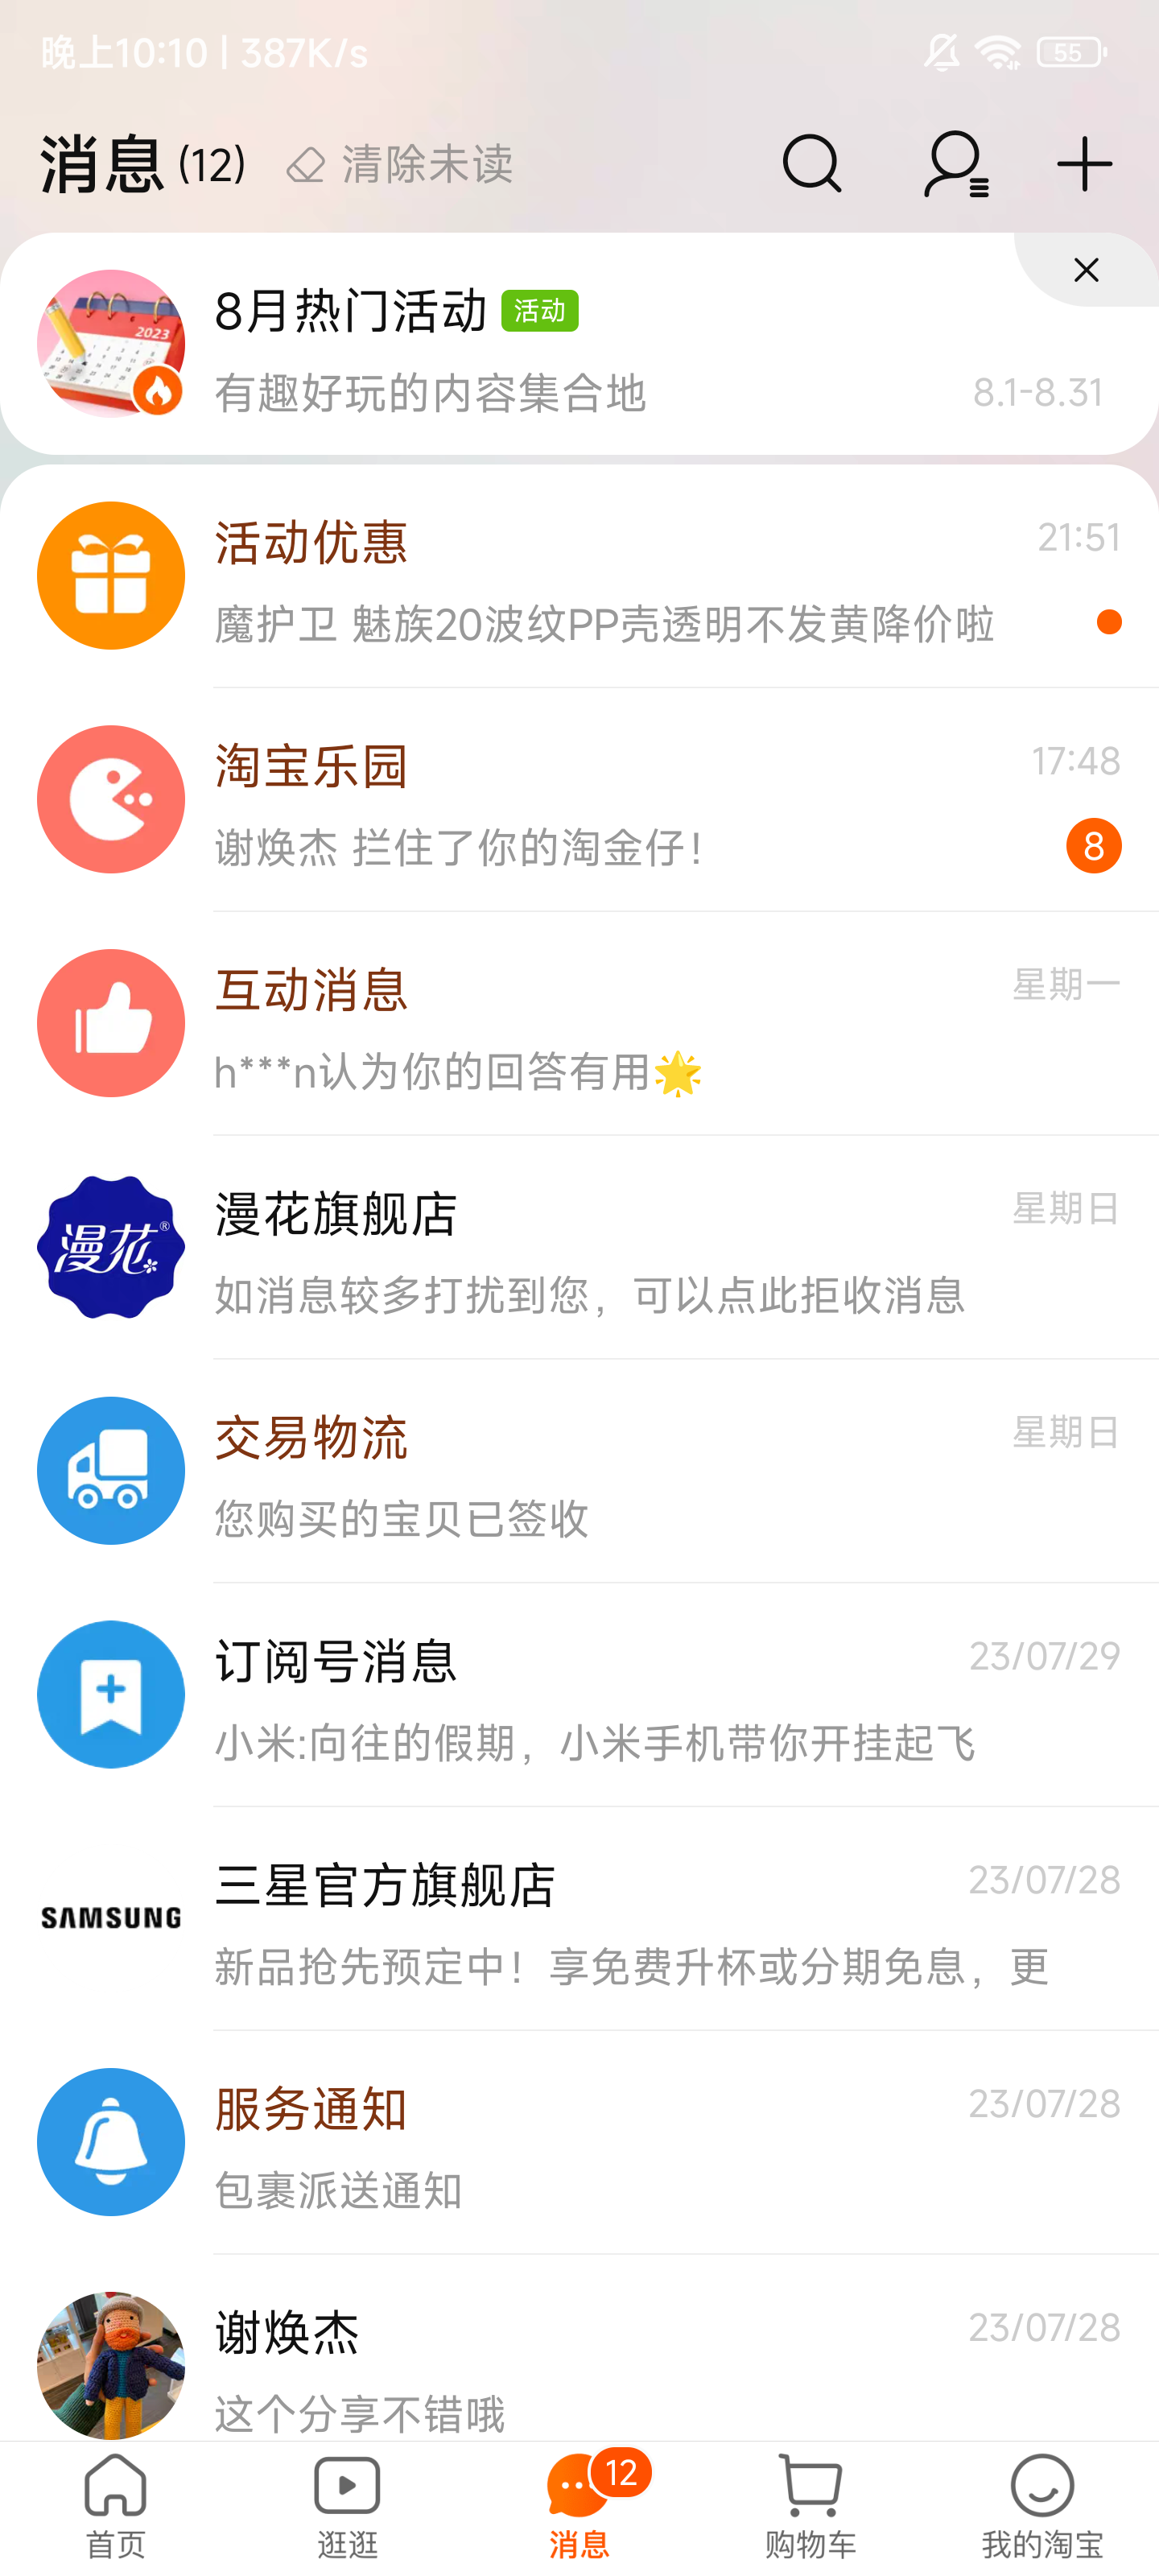 晚上10:10 | 387K/s
55
消息 (12) 清除未读
2023
8月热门活动 活动
有趣好玩的内容集合地 8.1-8.31
活动优惠 21:51
魔护卫 魅族20波纹PP壳透明不发黄降价啦
淘宝乐园 17:48
谢焕杰 拦住了你的淘金仔！ 8
互动消息 星期一
h***n认为你的回答有用🌟
漫花®
漫花旗舰店 星期日
如消息较多打扰到您，可以点此拒收消息
交易物流 星期日
您购买的宝贝已签收
订阅号消息 23/07/29
小米:向往的假期，小米手机带你开挂起飞
SAMSUNG
三星官方旗舰店 23/07/28
新品抢先预定中！享免费升杯或分期免息，更
服务通知 23/07/28
包裹派送通知
谢焕杰 23/07/28
这个分享不错哦
12
首页 逛逛 消息 购物车 我的淘宝